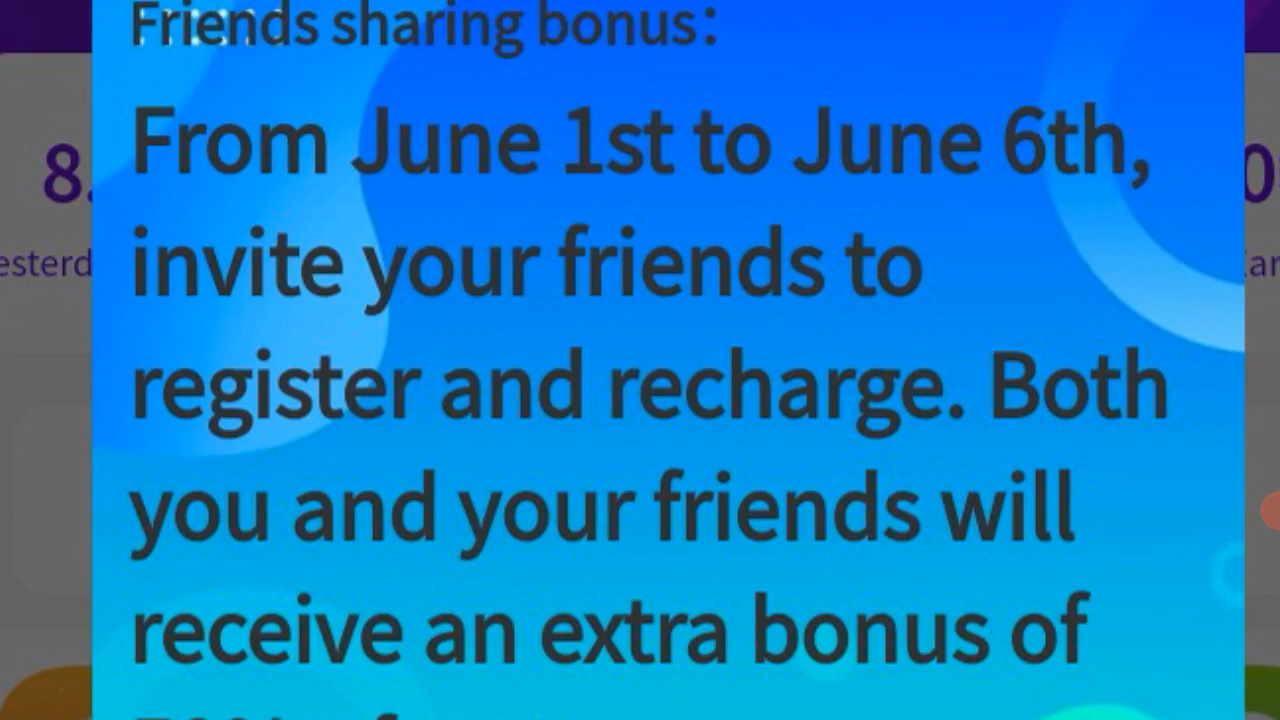 Friends sharing bonus:
From June 1st to June 6th,
invite your friends to
register and recharge. Both
you and your friends will
receive an extra bonus of